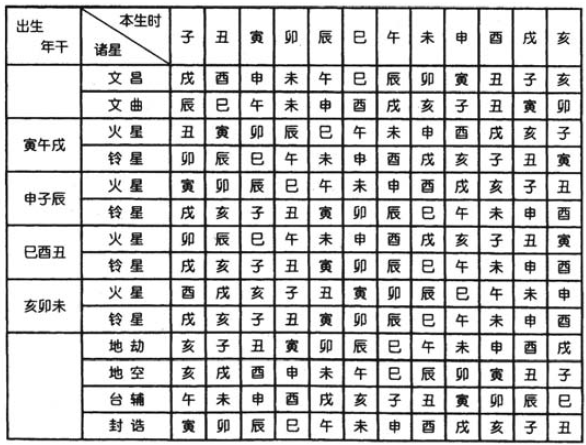 出生 年干 诸星 本生时 子 丑 寅 卯 辰 巳 午 未 申 酉 戌 亥
文昌 戌 酉 申 未 午 巳 辰 卯 寅 丑 子 亥
文曲 辰 巳 午 未 申 酉 戌 亥 子 丑 寅 卯
寅午戌 火星 丑 寅 卯 辰 巳 午 未 申 酉 戌 亥 子
铃星 卯 辰 巳 午 未 申 酉 戌 亥 子 丑 寅
申子辰 火星 寅 卯 辰 巳 午 未 申 酉 戌 亥 子 丑
铃星 戌 亥 子 丑 寅 卯 辰 巳 午 未 申 酉
巳酉丑 火星 卯 辰 巳 午 未 申 酉 戌 亥 子 丑 寅
铃星 戌 亥 子 丑 寅 卯 辰 巳 午 未 申 酉
亥卯未 火星 酉 戌 亥 子 丑 寅 卯 辰 巳 午 未 申
铃星 戌 亥 子 丑 寅 卯 辰 巳 午 未 申 酉
地劫 亥 子 丑 寅 卯 辰 巳 午 未 申 酉 戌
地空 亥 戌 酉 申 未 午 巳 辰 卯 寅 丑 子
台辅 午 未 申 酉 戌 亥 子 丑 寅 卯 辰 巳
封诰 寅 卯 辰 巳 午 未 申 酉 戌 亥 子 丑